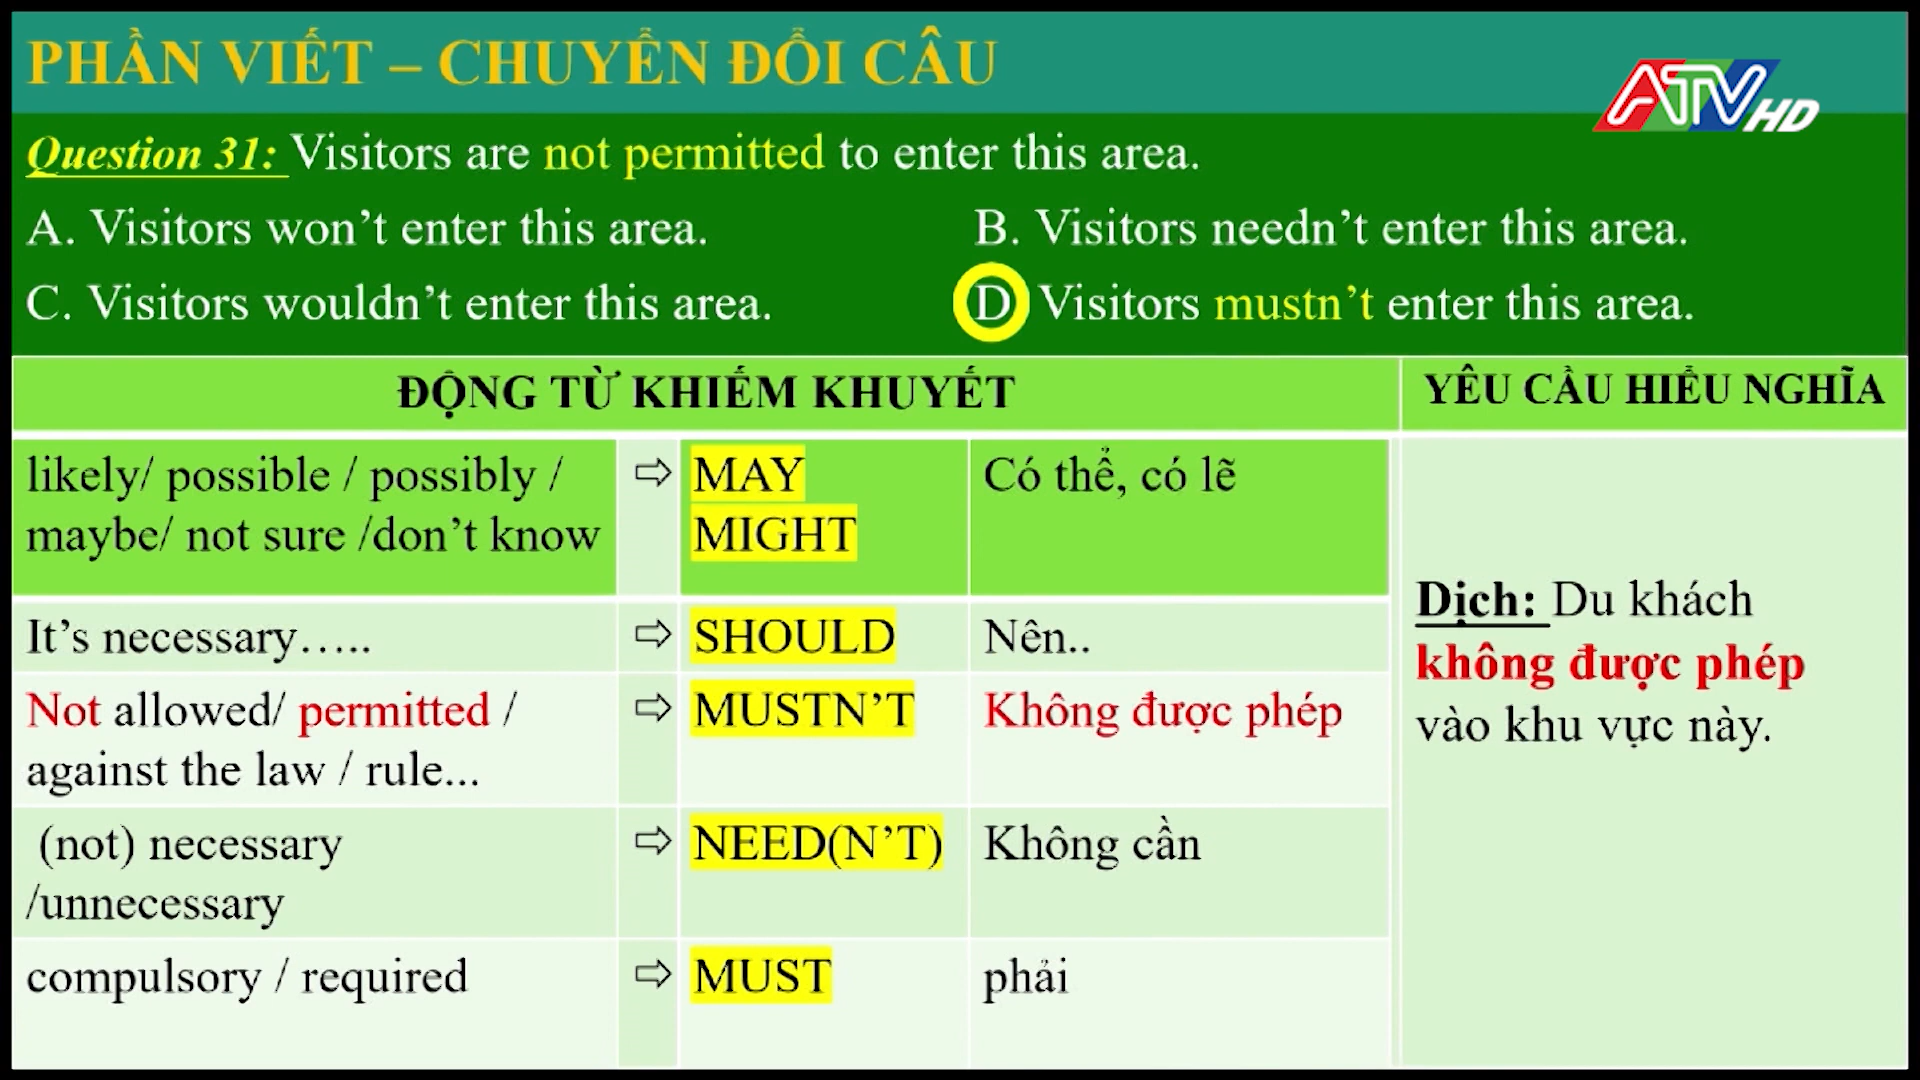 PHẦN VIẾT – CHUYỂN ĐỔI CÂU
ATVHD
Question 31: Visitors are not permitted to enter this area.
A. Visitors won’t enter this area.
B. Visitors needn’t enter this area.
C. Visitors wouldn’t enter this area.
D Visitors mustn’t enter this area.
ĐỘNG TỪ KHIẾM KHUYẾT
YÊU CẦU HIỂU NGHĨA
likely/ possible / possibly /
maybe/ not sure /don’t know
⇨
MAY
MIGHT
Có thể, có lẽ
It’s necessary…..
⇨
SHOULD
Nên..
Not allowed/ permitted /
against the law / rule...
⇨
MUSTN’T
Không được phép
(not) necessary
/unnecessary
⇨
NEED(N’T)
Không cần
compulsory / required
⇨
MUST
phải
Dịch: Du khách
không được phép
vào khu vực này.